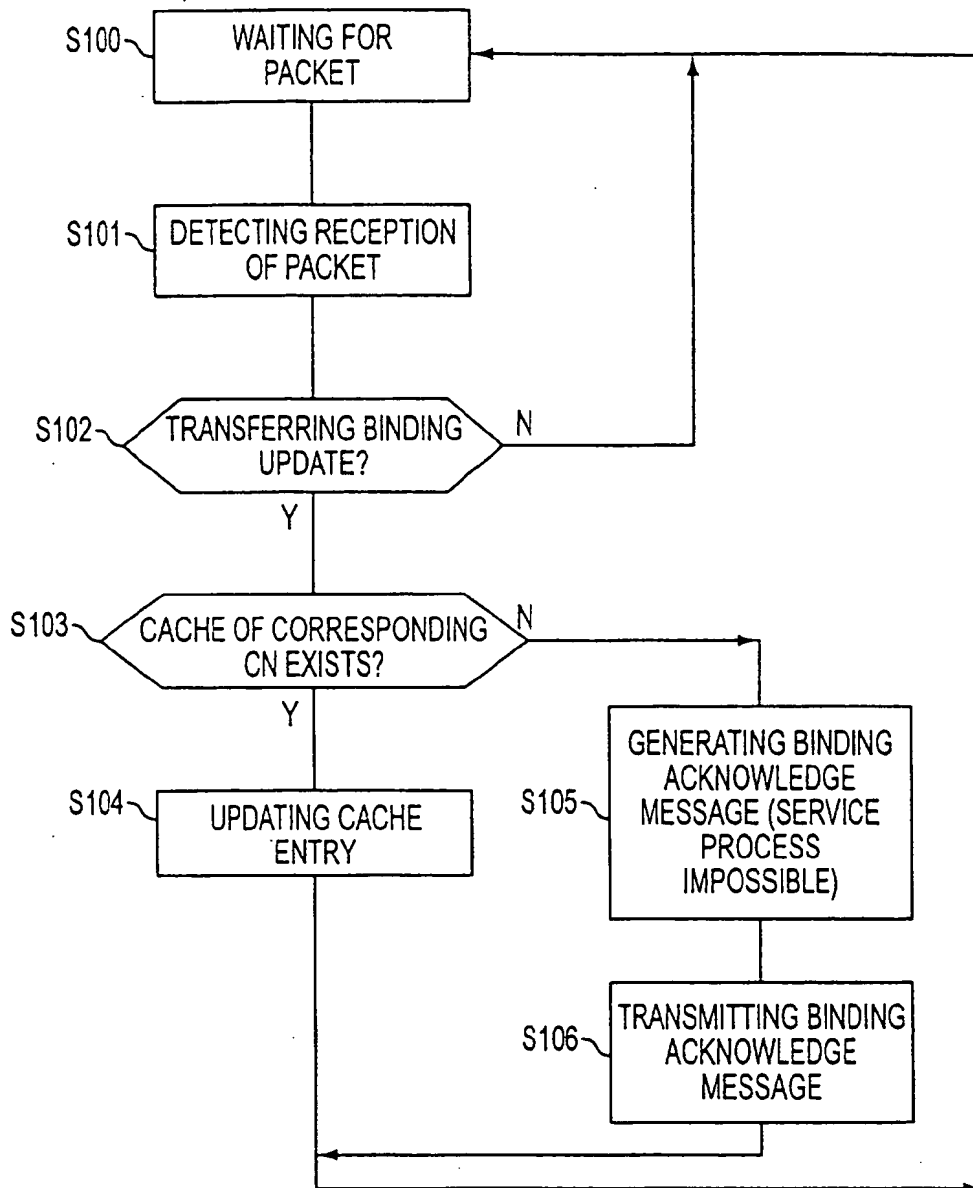 S100
WAITING FOR
PACKET
S101
DETECTING RECEPTION
OF PACKET
S102
TRANSFERRING BINDING
UPDATE?
N
Y
S103
CACHE OF CORRESPONDING
CN EXISTS?
N
Y
S104
UPDATING CACHE
ENTRY
S105
GENERATING BINDING
ACKNOWLEDGE
MESSAGE (SERVICE
PROCESS
IMPOSSIBLE)
S106
TRANSMITTING BINDING
ACKNOWLEDGE
MESSAGE